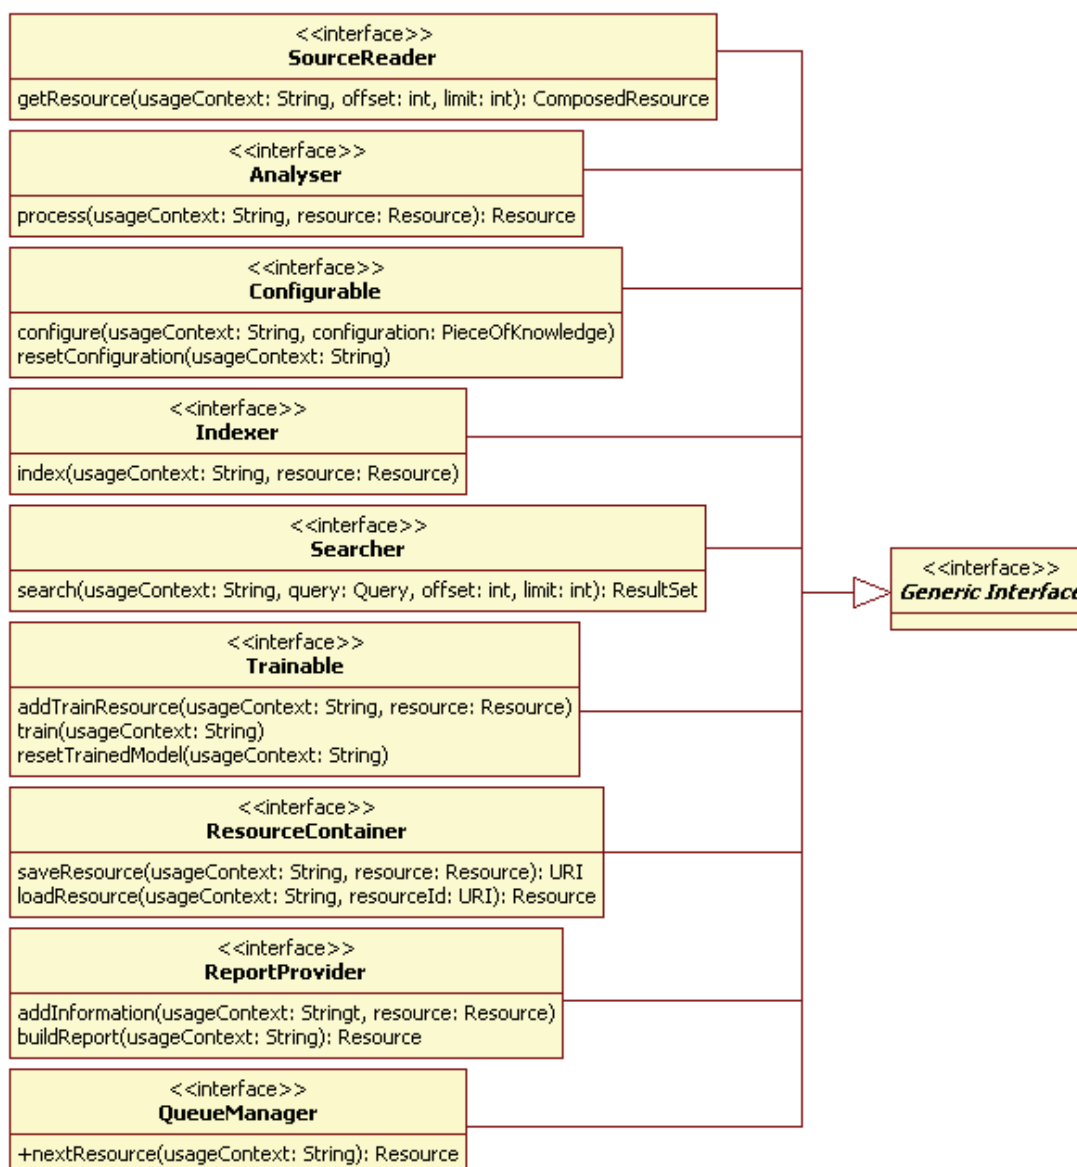 <<interface>>
SourceReader
getResource(usageContext: String, offset: int, limit: int): ComposedResource
<<interface>>
Analyser
process(usageContext: String, resource: Resource): Resource
<<interface>>
Configurable
configure(usageContext: String, configuration: PieceOfKnowledge)
resetConfiguration(usageContext: String)
<<interface>>
Indexer
index(usageContext: String, resource: Resource)
<<interface>>
Searcher
search(usageContext: String, query: Query, offset: int, limit: int): ResultSet
<<interface>>
Generic Interface
<<interface>>
Trainable
addTrainResource(usageContext: String, resource: Resource)
train(usageContext: String)
resetTrainedModel(usageContext: String)
<<interface>>
ResourceContainer
saveResource(usageContext: String, resource: Resource): URI
loadResource(usageContext: String, resourceId: URI): Resource
<<interface>>
ReportProvider
addInformation(usageContext: Stringt, resource: Resource)
buildReport(usageContext: String): Resource
<<interface>>
QueueManager
+nextResource(usageContext: String): Resource